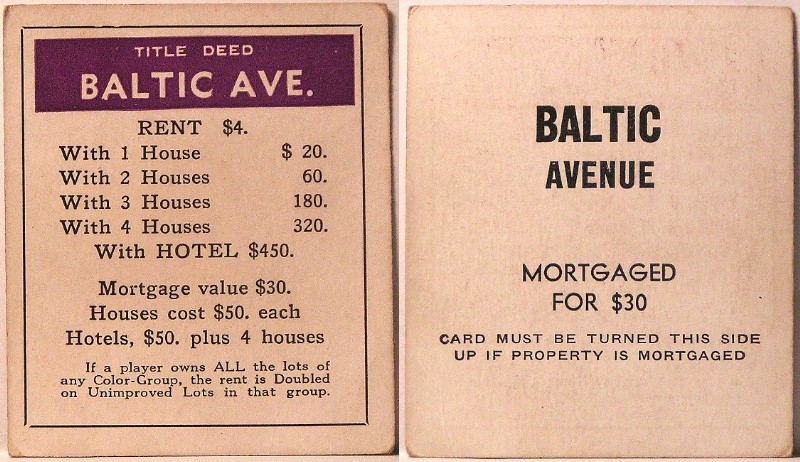 TITLE DEED
BALTIC AVE.
RENT $4.
With 1 House $ 20.
With 2 Houses 60.
With 3 Houses 180.
With 4 Houses 320.
With HOTEL $450.
Mortgage value $30.
Houses cost $50. each
Hotels, $50. plus 4 houses
If a player owns ALL the lots of
any Color-Group, the rent is Doubled
on Unimproved Lots in that group.
BALTIC
AVENUE
MORTGAGED
FOR $30
CARD MUST BE TURNED THIS SIDE
UP IF PROPERTY IS MORTGAGED